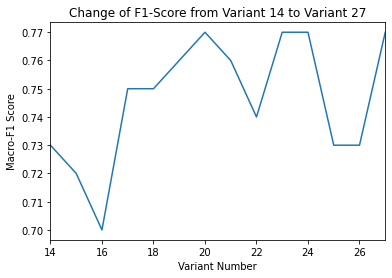 Change of F1-Score from Variant 14 to Variant 27
Macro-F1 Score
0.77
0.76
0.75
0.74
0.73
0.72
0.71
0.70
14 16 18 20 22 24 26
Variant Number